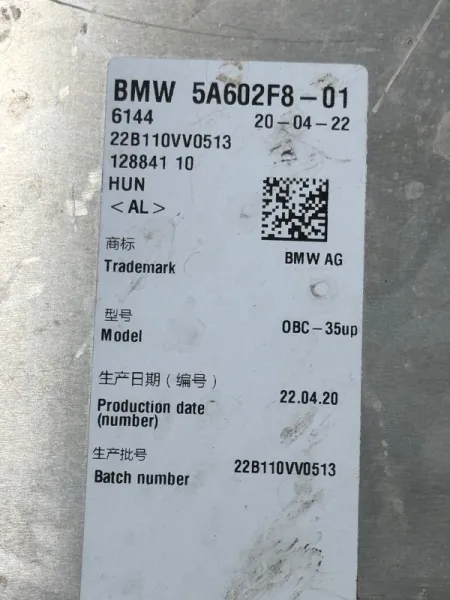 BMW 5A602F8-01
6144 20-04-22
22B110VV0513
128841 10
HUN
<AL>
商标
Trademark BMW AG
型号
Model OBC-35up
生产日期（编号）
Production date 22.04.20
(number)
生产批号
Batch number 22B110VV0513